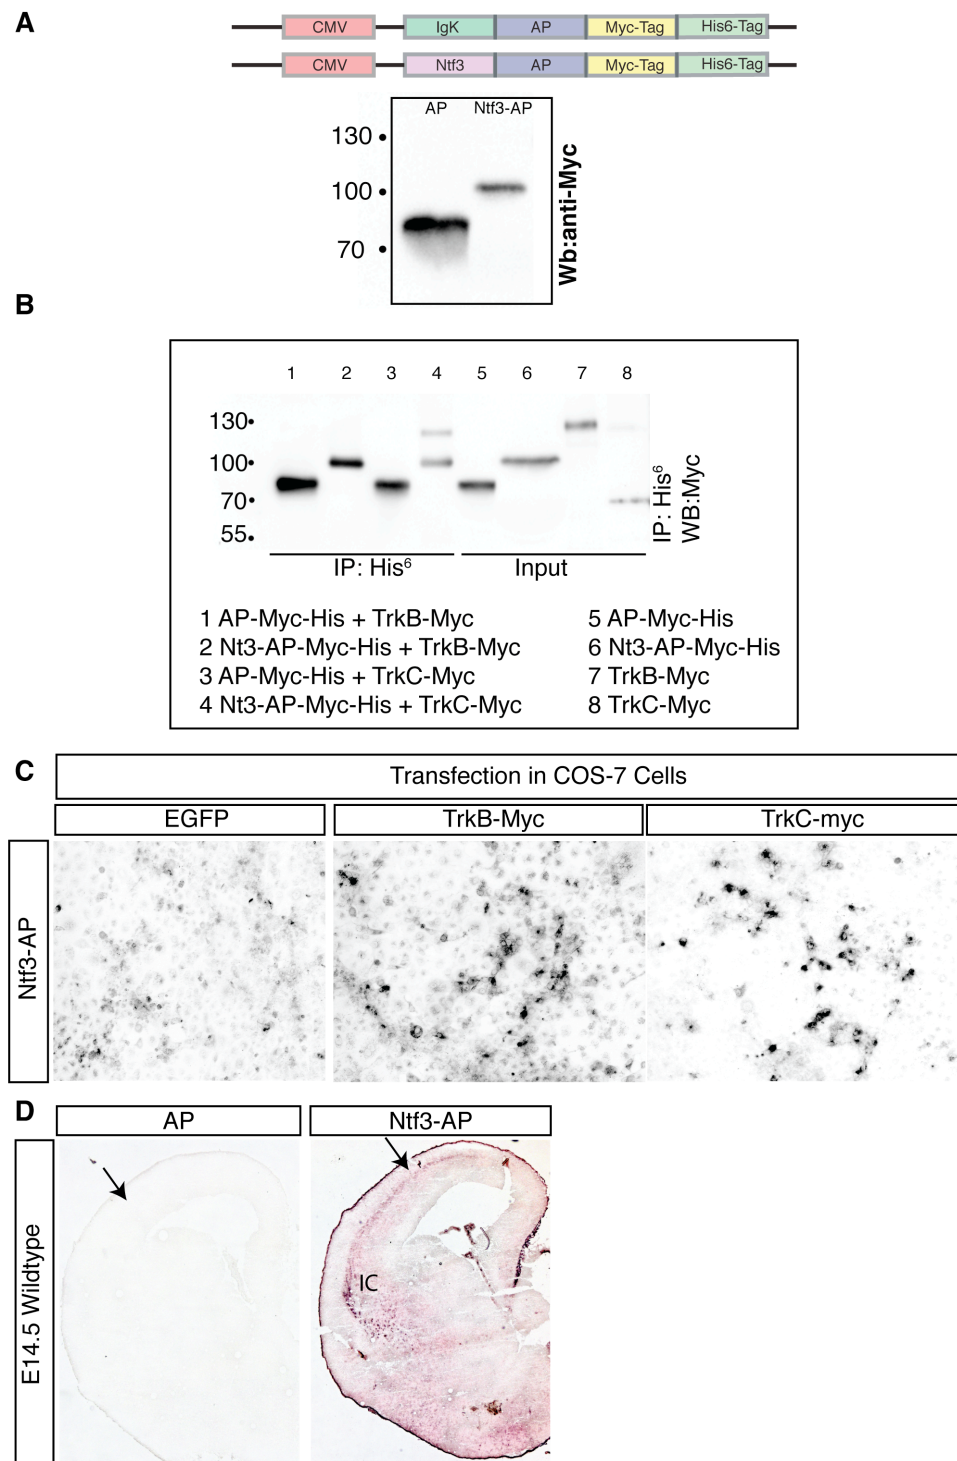 A
CMV IgK AP Myc-Tag His6-Tag
CMV Ntf3 AP Myc-Tag His6-Tag
AP Ntf3-AP
130
100
70
Wb:anti-Myc
B
1 2 3 4 5 6 7 8
130
100
70
55
IP: His6
WB:Myc
IP: His6 Input
1 AP-Myc-His + TrkB-Myc
2 Nt3-AP-Myc-His + TrkB-Myc
3 AP-Myc-His + TrkC-Myc
4 Nt3-AP-Myc-His + TrkC-Myc
5 AP-Myc-His
6 Nt3-AP-Myc-His
7 TrkB-Myc
8 TrkC-Myc
C
Transfection in COS-7 Cells
EGFP TrkB-Myc TrkC-myc
Ntf3-AP
D
AP Ntf3-AP
E14.5 Wildtype
IC